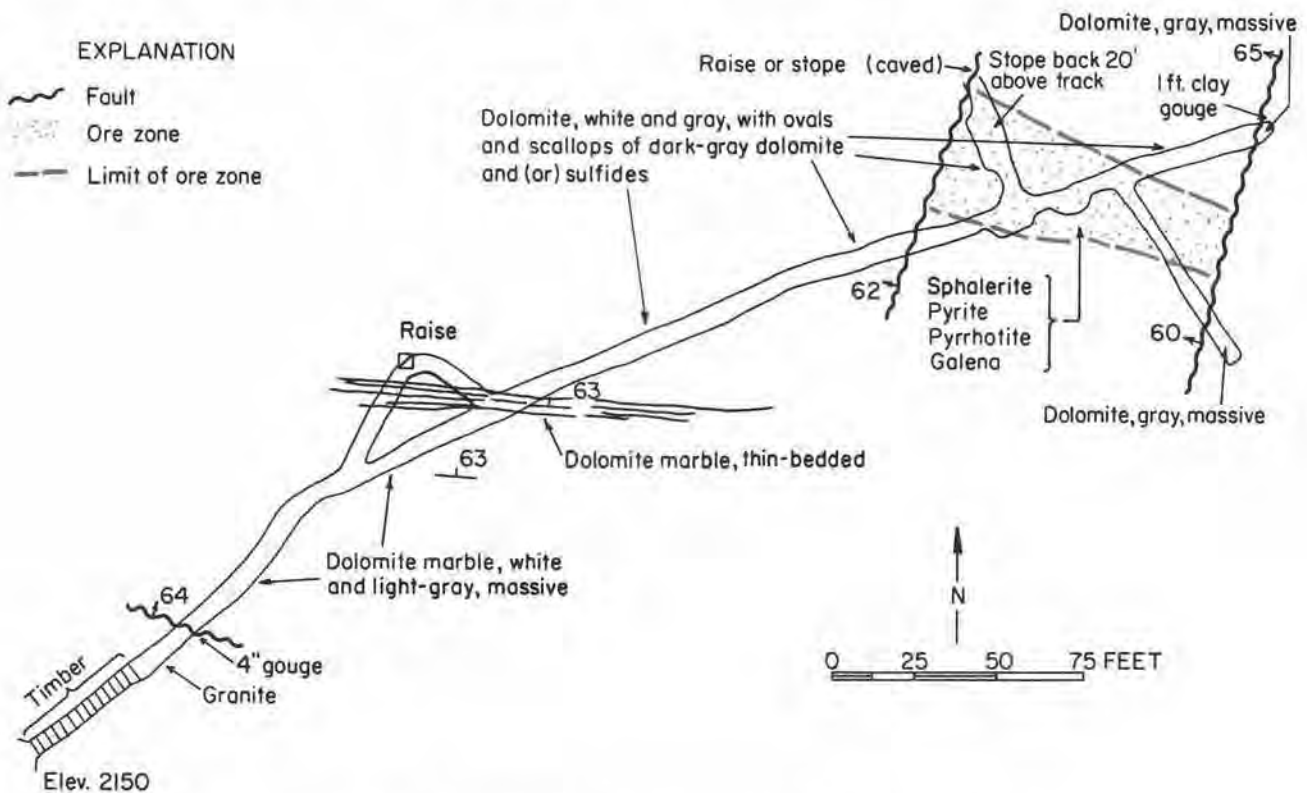 EXPLANATION
Fault
Ore zone
Limit of ore zone
Dolomite, gray, massive
65
Raise or stope (caved)
Stope back 20'
above track
1 ft. clay
gouge
Dolomite, white and gray, with ovals
and scallops of dark-gray dolomite
and (or) sulfides
62
Sphalerite
Pyrite
Pyrrhotite
Galena
60
Dolomite, gray, massive
Raise
63
63
Dolomite marble, thin-bedded
Dolomite marble, white
and light-gray, massive
64
4" gouge
Granite
Timber
Elev. 2150
N
0 25 50 75 FEET